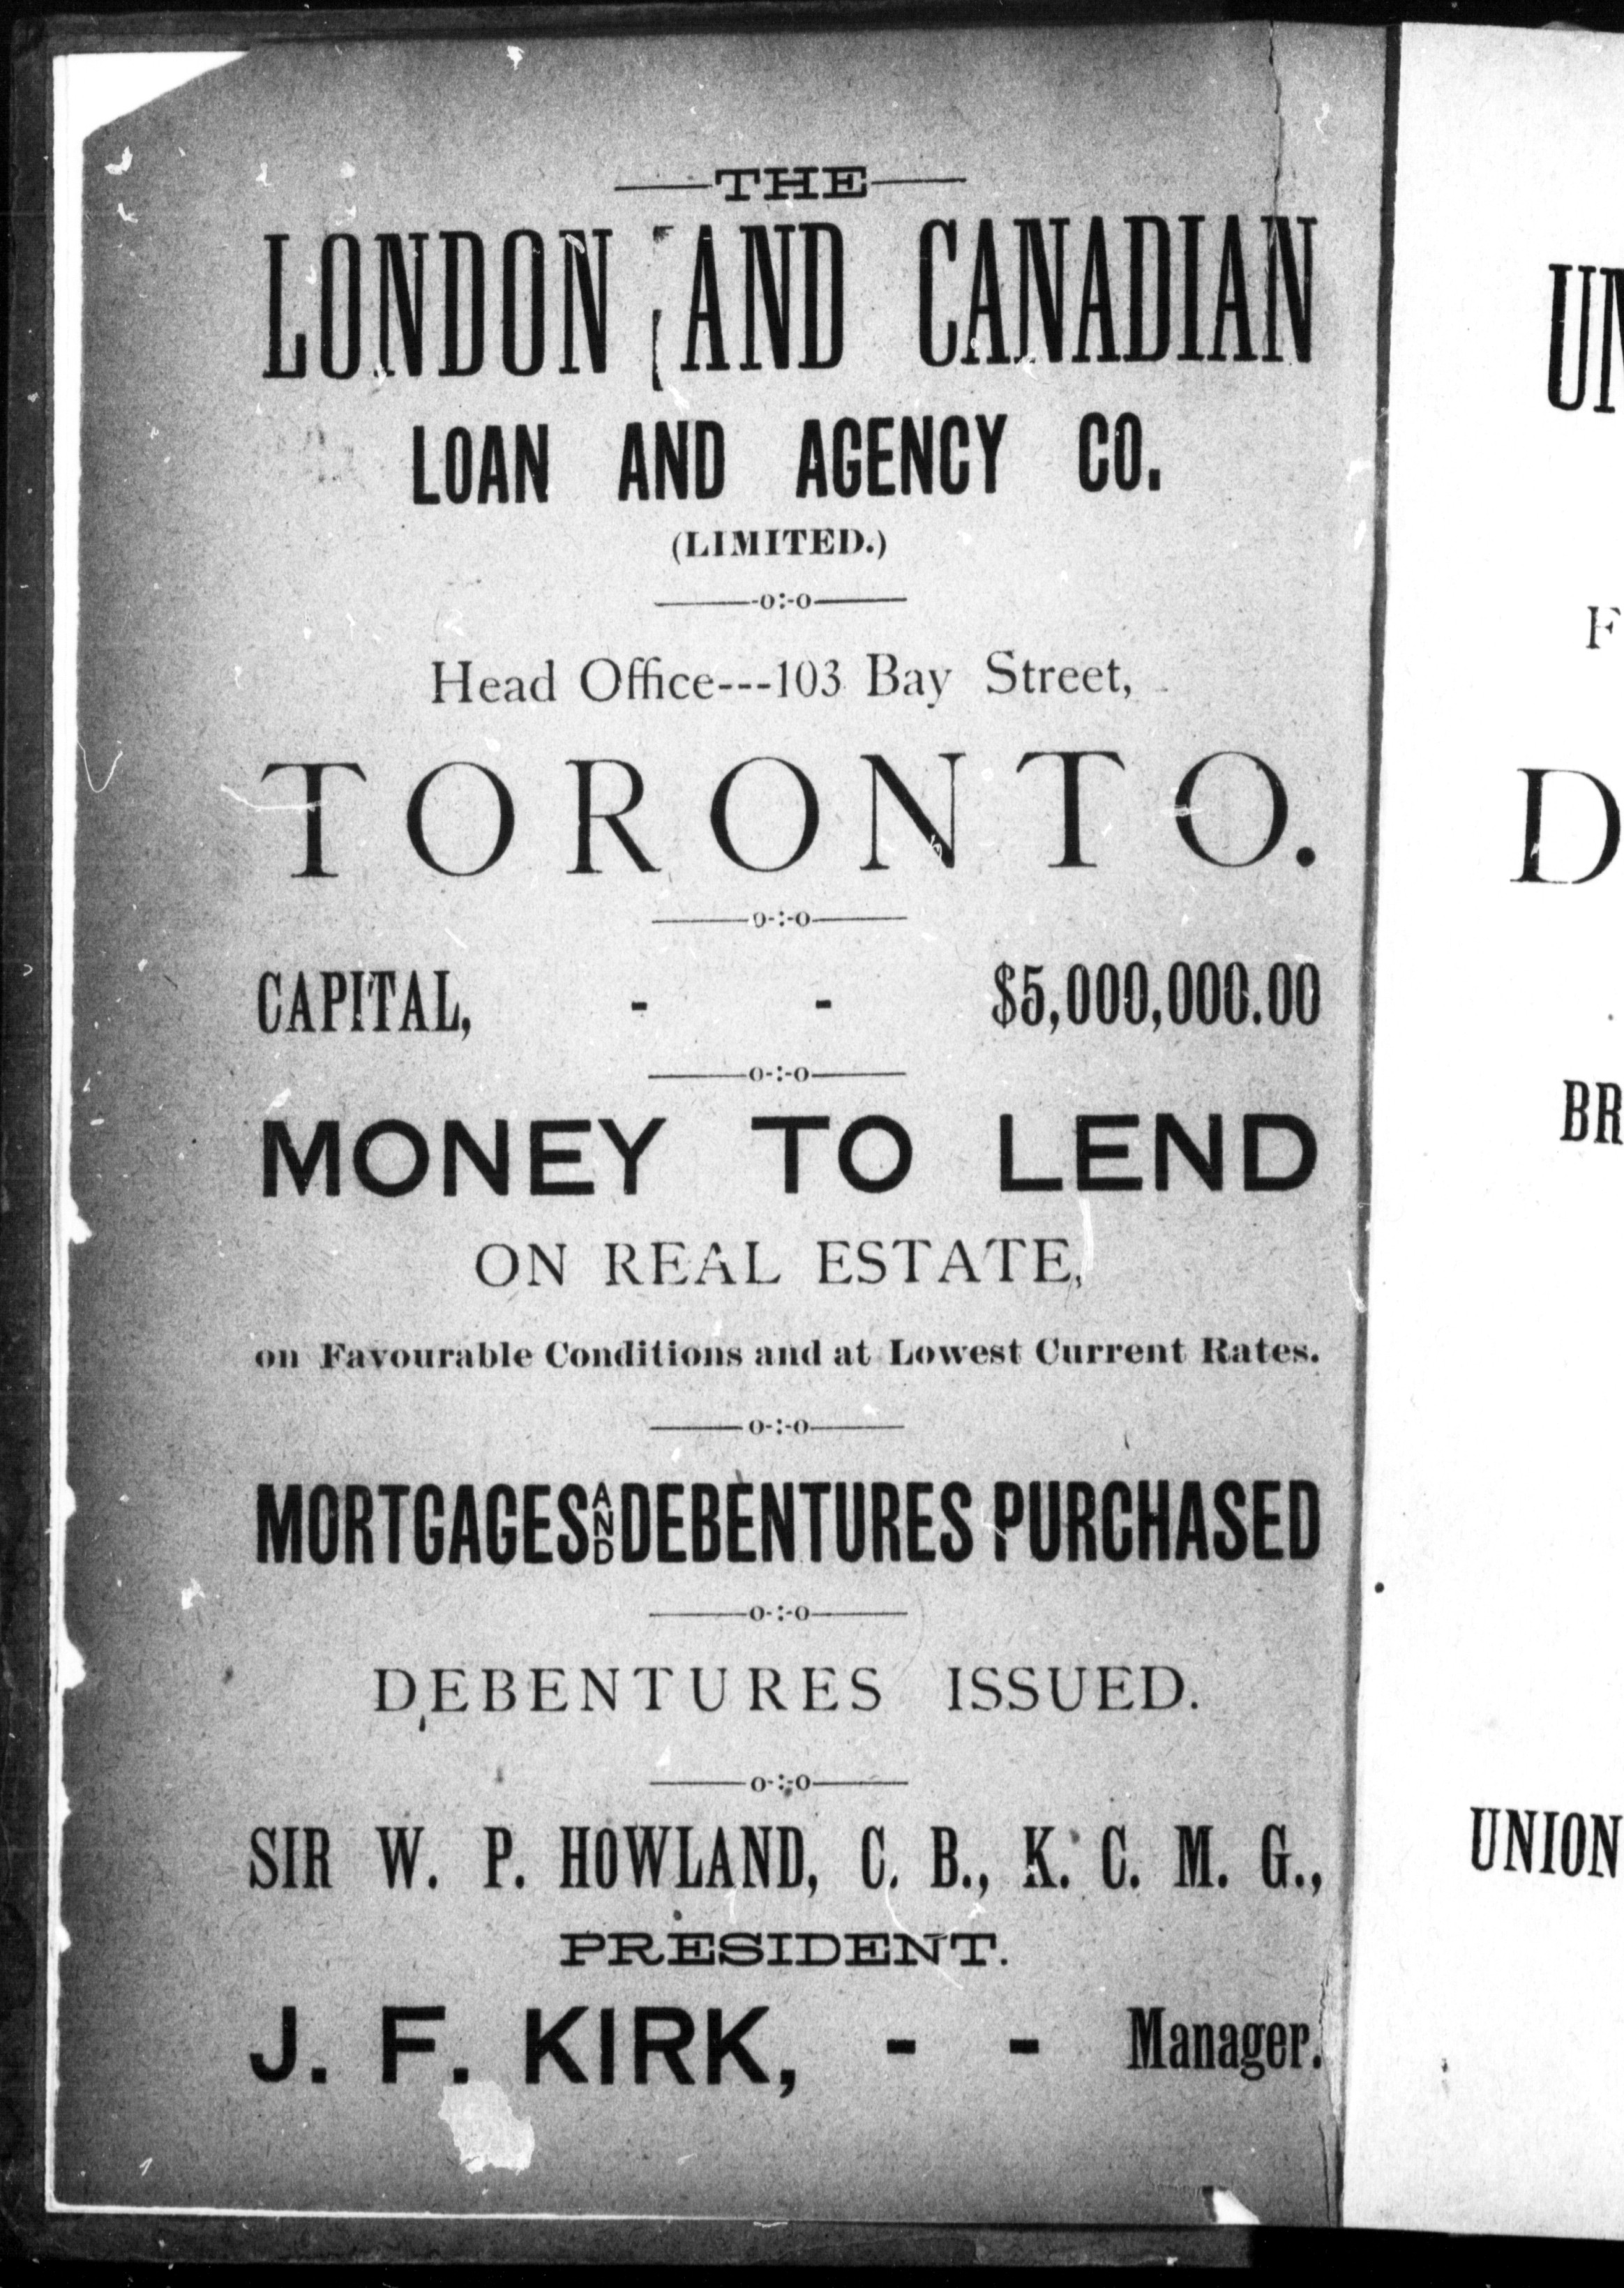 THE
LONDON AND CANADIAN
LOAN AND AGENCY CO.
(LIMITED.)
Head Office---103 Bay Street,
TORONTO.
CAPITAL, - - $5,000,000.00
MONEY TO LEND
ON REAL ESTATE,
on Favourable Conditions and at Lowest Current Rates.
MORTGAGES AND DEBENTURES PURCHASED
DEBENTURES ISSUED.
SIR W. P. HOWLAND, C. B., K. C. M. G.,
PRESIDENT.
J. F. KIRK, - - Manager.
UNION